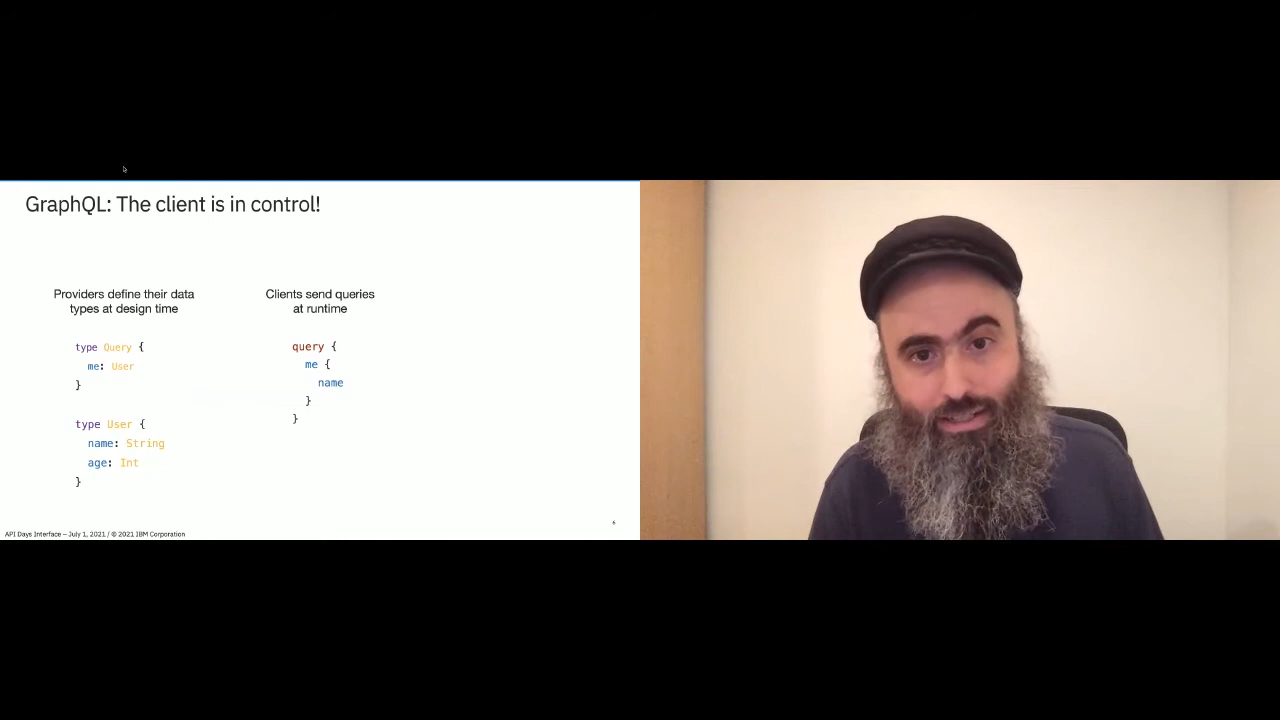 GraphQL: The client is in control!
Providers define their data
types at design time
type Query {
me: User
}
type User {
name: String
age: Int
}
Clients send queries
at runtime
query {
me {
name
}
}
6
API Days Interface – July 1, 2021 / © 2021 IBM Corporation